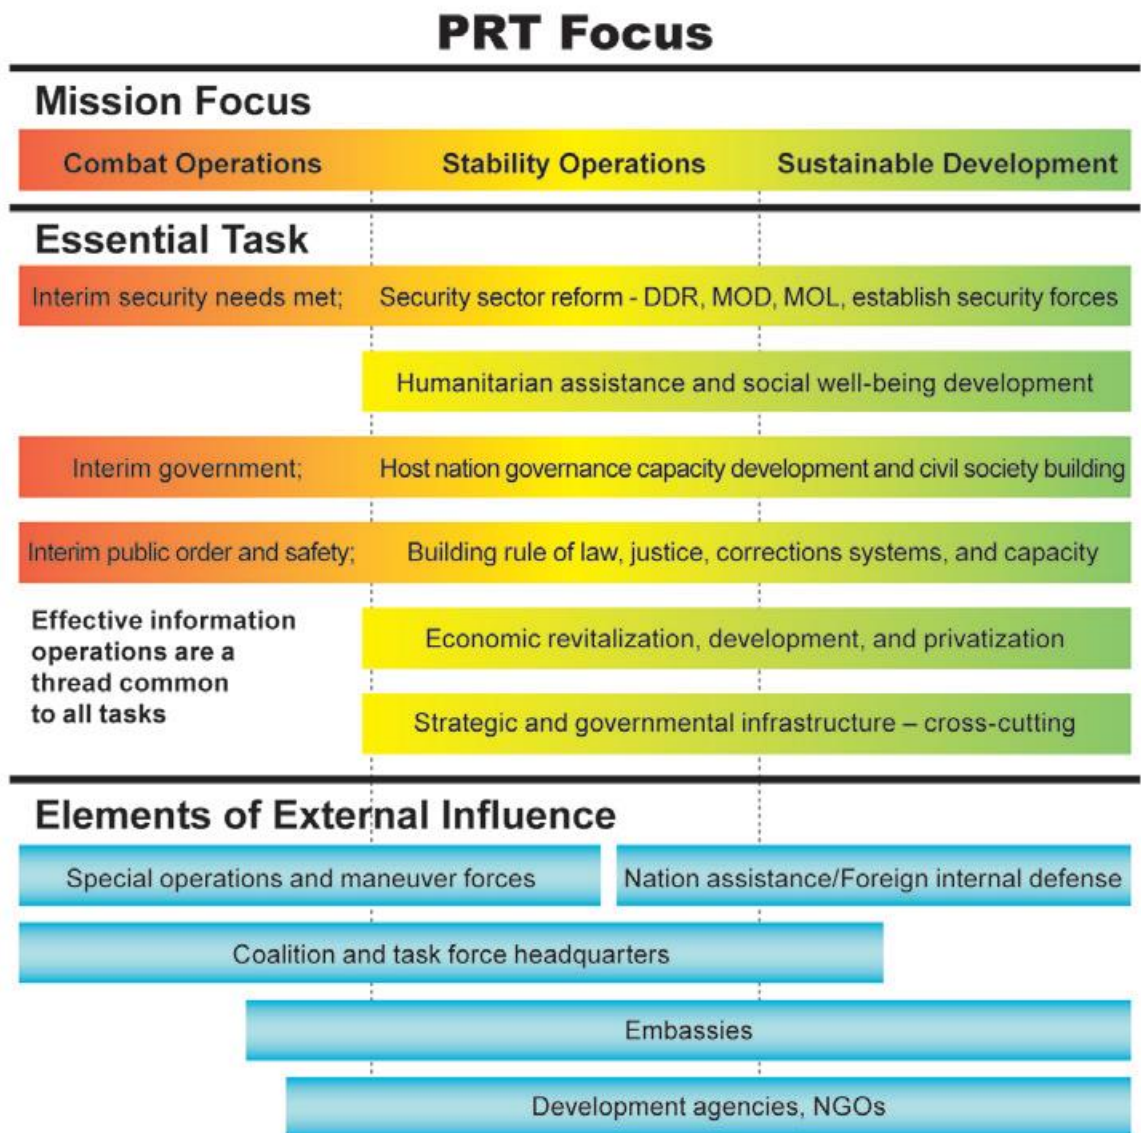 PRT Focus
Mission Focus
Combat Operations
Stability Operations
Sustainable Development
Essential Task
Interim security needs met;
Security sector reform - DDR, MOD, MOL, establish security forces
Humanitarian assistance and social well-being development
Interim government;
Host nation governance capacity development and civil society building
Interim public order and safety;
Building rule of law, justice, corrections systems, and capacity
Effective information
operations are a
thread common
to all tasks
Economic revitalization, development, and privatization
Strategic and governmental infrastructure – cross-cutting
Elements of External Influence
Special operations and maneuver forces
Nation assistance/Foreign internal defense
Coalition and task force headquarters
Embassies
Development agencies, NGOs